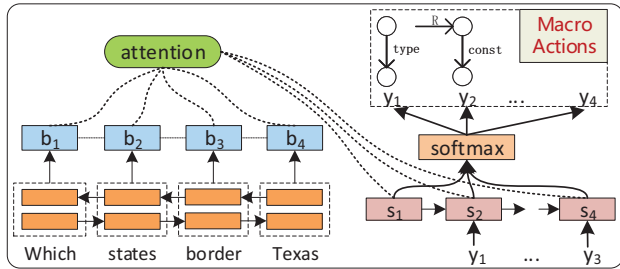 attention
R
type
const
Macro
Actions
y1 y2 ... y4
b1 b2 b3 b4
softmax
s1 s2 s4
Which states border Texas
y1 ... y3